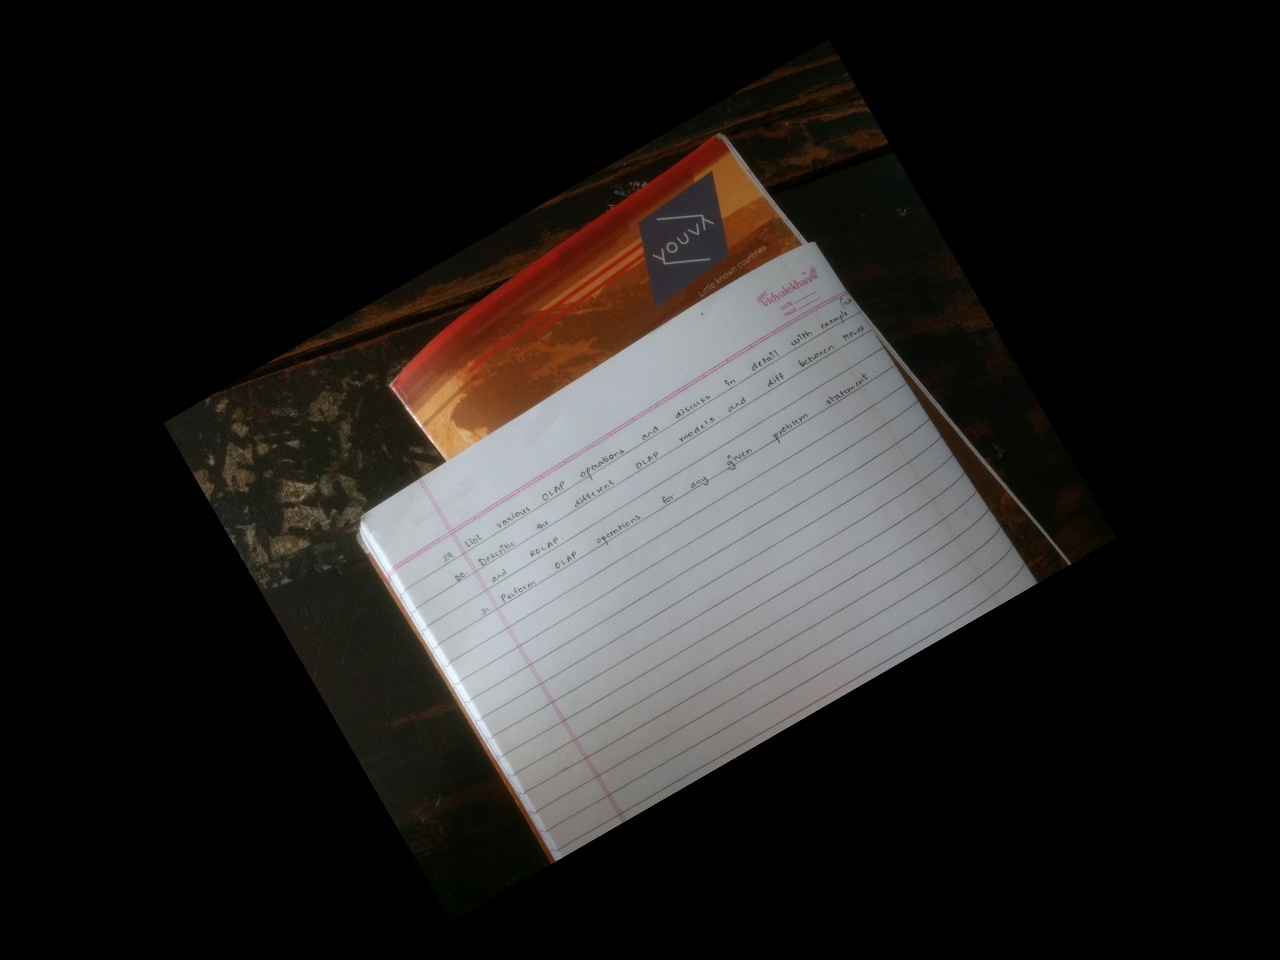 youva
Little known countries
Vidyalekhana
DATE
PAGE
29. List various OLAP operations and discuss in detail with example
30. Describe the different OLAP models. and diff between MOLAP
and ROLAP.
31. Perform OLAP operations for any given problem statement